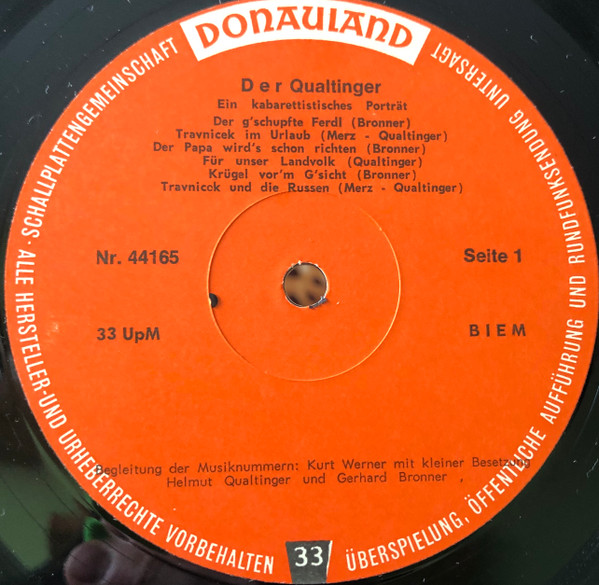 DONAULAND
Der Qualtinger
Ein kabarettistisches Porträt
Der g'schupfte Ferdl (Bronner)
Travnicek im Urlaub (Merz - Qualtinger)
Der Papa wird's schon richten (Bronner)
Für unser Landvolk (Qualtinger)
Krügel vor'm G'sicht (Bronner)
Travnicek und die Russen (Merz - Qualtinger)
Nr. 44165
Seite 1
33 UpM
BIEM
Begleitung der Musiknummern: Kurt Werner mit kleiner Besetzung
Helmut Qualtinger und Gerhard Bronner ,
SCHALLPLATTENGEMEINSCHAFT · ALLE HERSTELLER-UND URHEBERRECHTE VORBEHALTEN
33
ÜBERSPIELUNG, ÖFFENTLICHE AUFFÜHRUNG UND RUNDFUNKSENDUNG UNTERSAGT